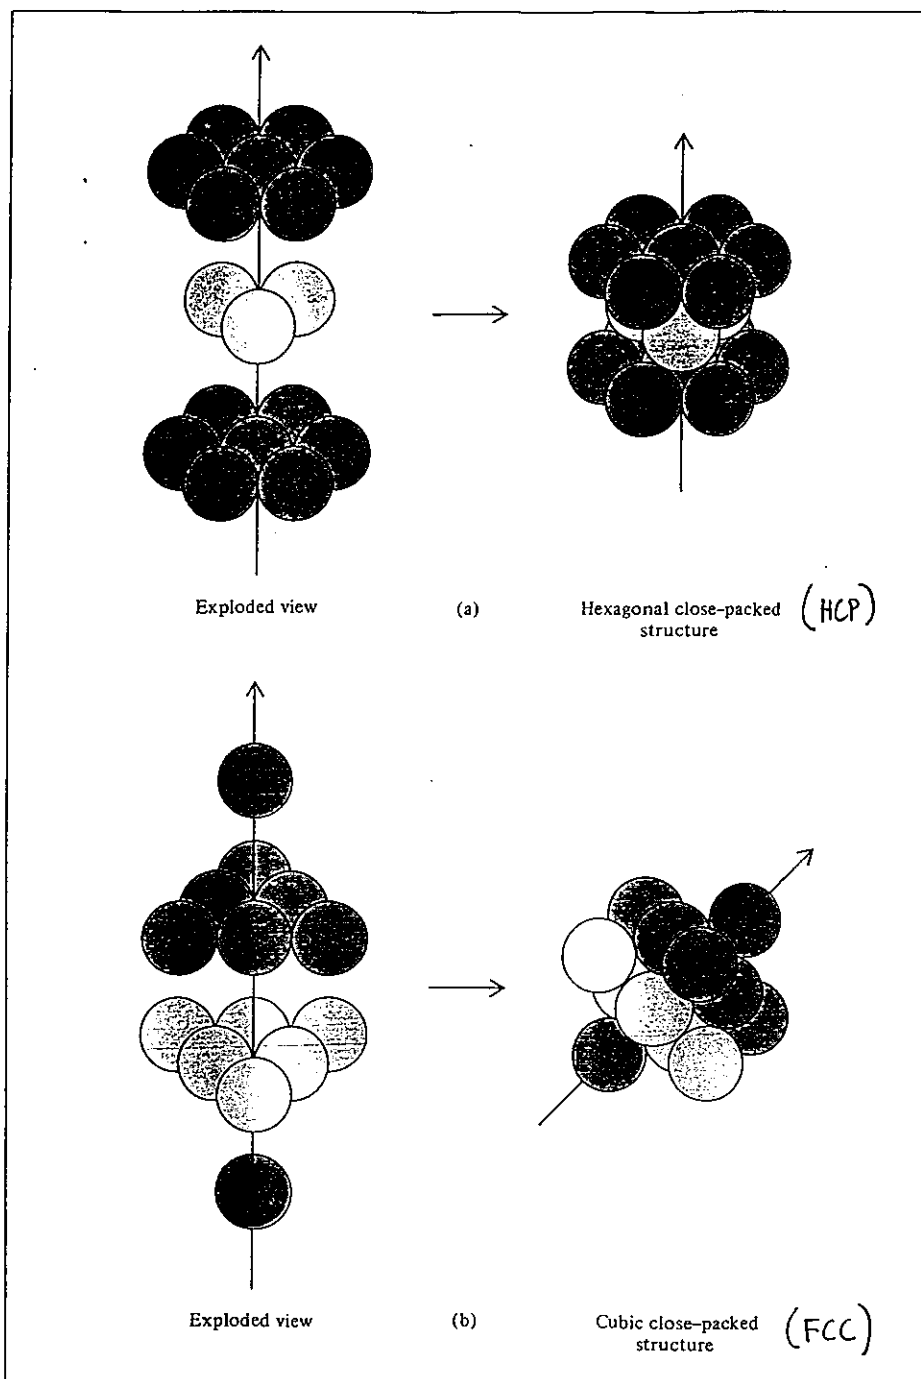 Exploded view
(a)
Hexagonal close-packed
structure
(HCP)
Exploded view
(b)
Cubic close-packed
structure
(FCC)